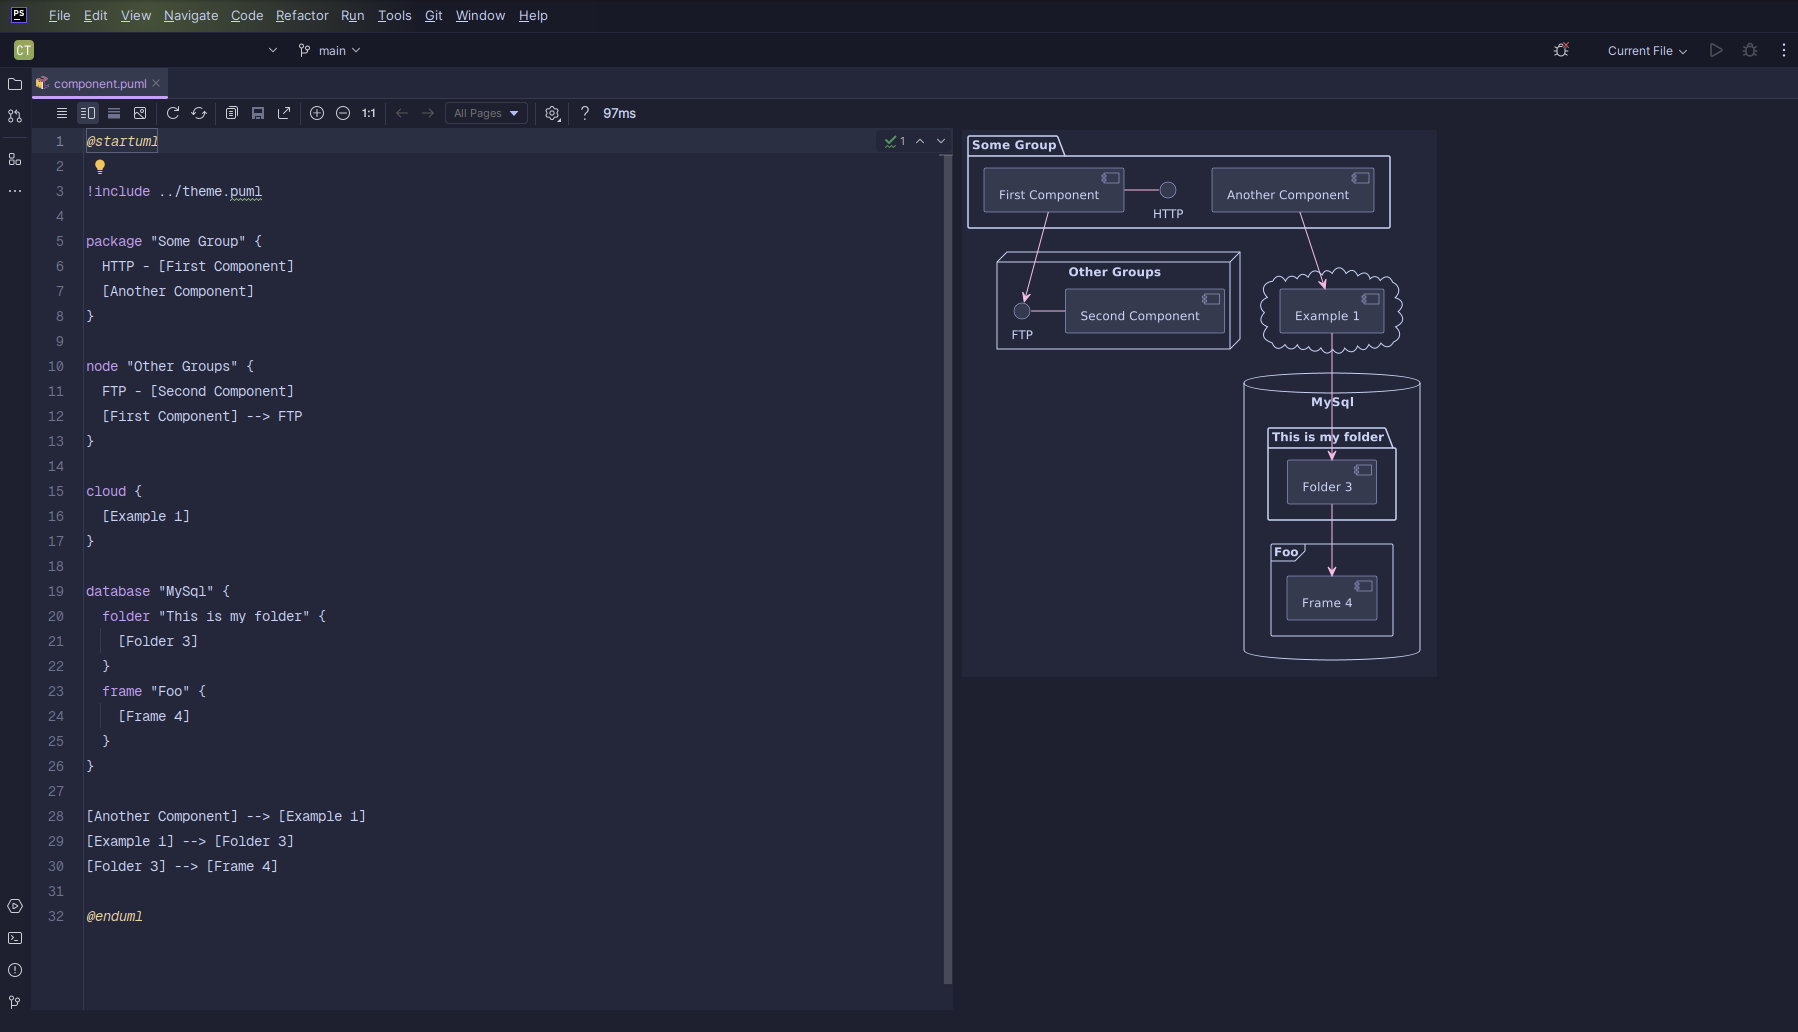 PS File Edit View Navigate Code Refactor Run Tools Git Window Help
CT main Current File
component.puml
1:1 All Pages ? 97ms
1 @startuml 1
2
3 !include ../theme.puml
4
5 package "Some Group" {
6 HTTP - [First Component]
7 [Another Component]
8 }
9
10 node "Other Groups" {
11 FTP - [Second Component]
12 [First Component] --> FTP
13 }
14
15 cloud {
16 [Example 1]
17 }
18
19 database "MySql" {
20 folder "This is my folder" {
21 [Folder 3]
22 }
23 frame "Foo" {
24 [Frame 4]
25 }
26 }
27
28 [Another Component] --> [Example 1]
29 [Example 1] --> [Folder 3]
30 [Folder 3] --> [Frame 4]
31
32 @enduml
Some Group
First Component
HTTP
Another Component
Other Groups
FTP
Second Component
Example 1
MySql
This is my folder
Folder 3
Foo
Frame 4